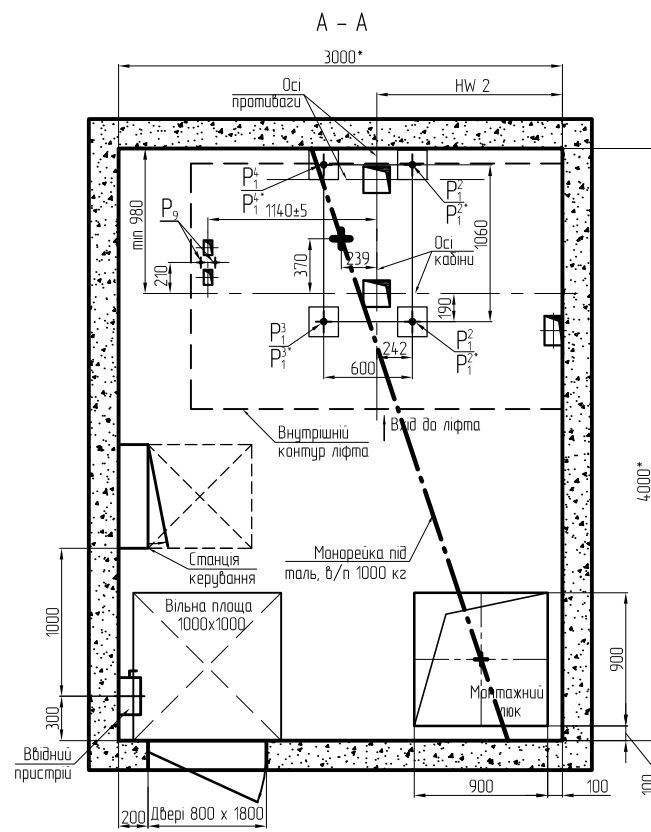 А – А
3000*
Осі
противаги
HW 2
P₁⁴
P₁⁴*
P₁²
P₁²*
P₉
1140±5
min 980
1060
239
370
Осі
кабіни
210
190
P₁³
P₁³*
P₁²
P₁²*
242
600
Внутрішній
контур ліфта
Вхід до ліфта
4000*
Монорейка під
таль, в/п 1000 кг
Станція
керування
Вільна площа
1000х1000
1000
900
Монтажний
люк
300
Ввідний
пристрій
200
Двері 800 х 1800
900
100
100